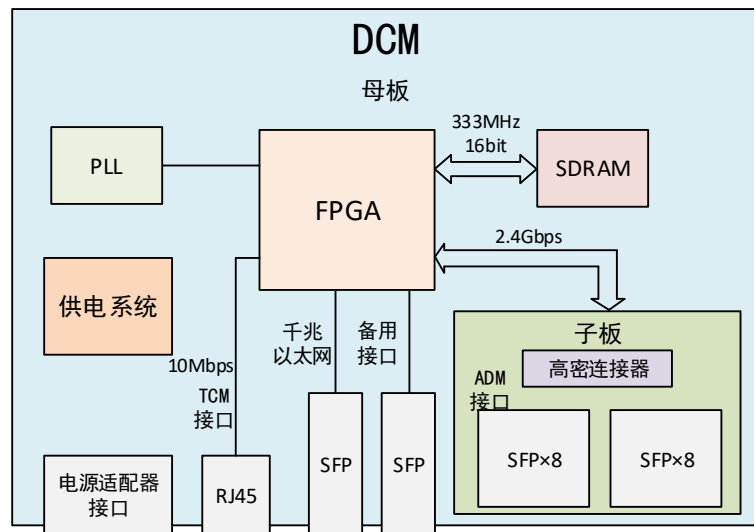 DCM
母板
PLL
FPGA
333MHz
16bit
SDRAM
2.4Gbps
供电系统
10Mbps
TCM
接口
千兆
以太网
备用
接口
子板
高密连接器
ADM
接口
SFP×8
SFP×8
电源适配器
接口
RJ45
SFP
SFP